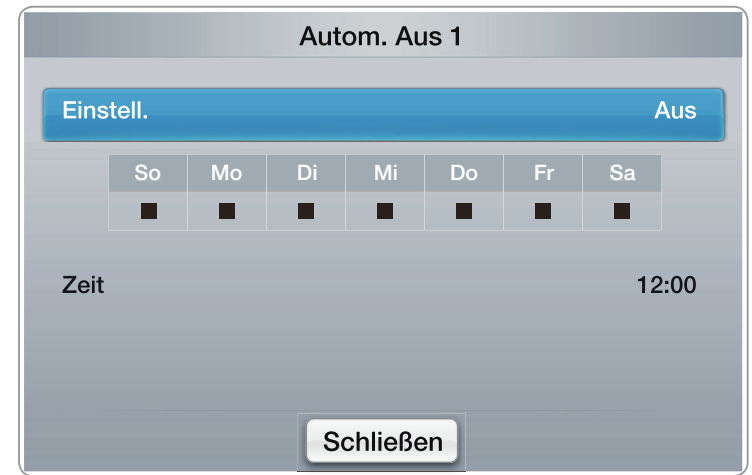 Autom. Aus 1
Einstell. Aus
So Mo Di Mi Do Fr Sa
Zeit 12:00
Schließen